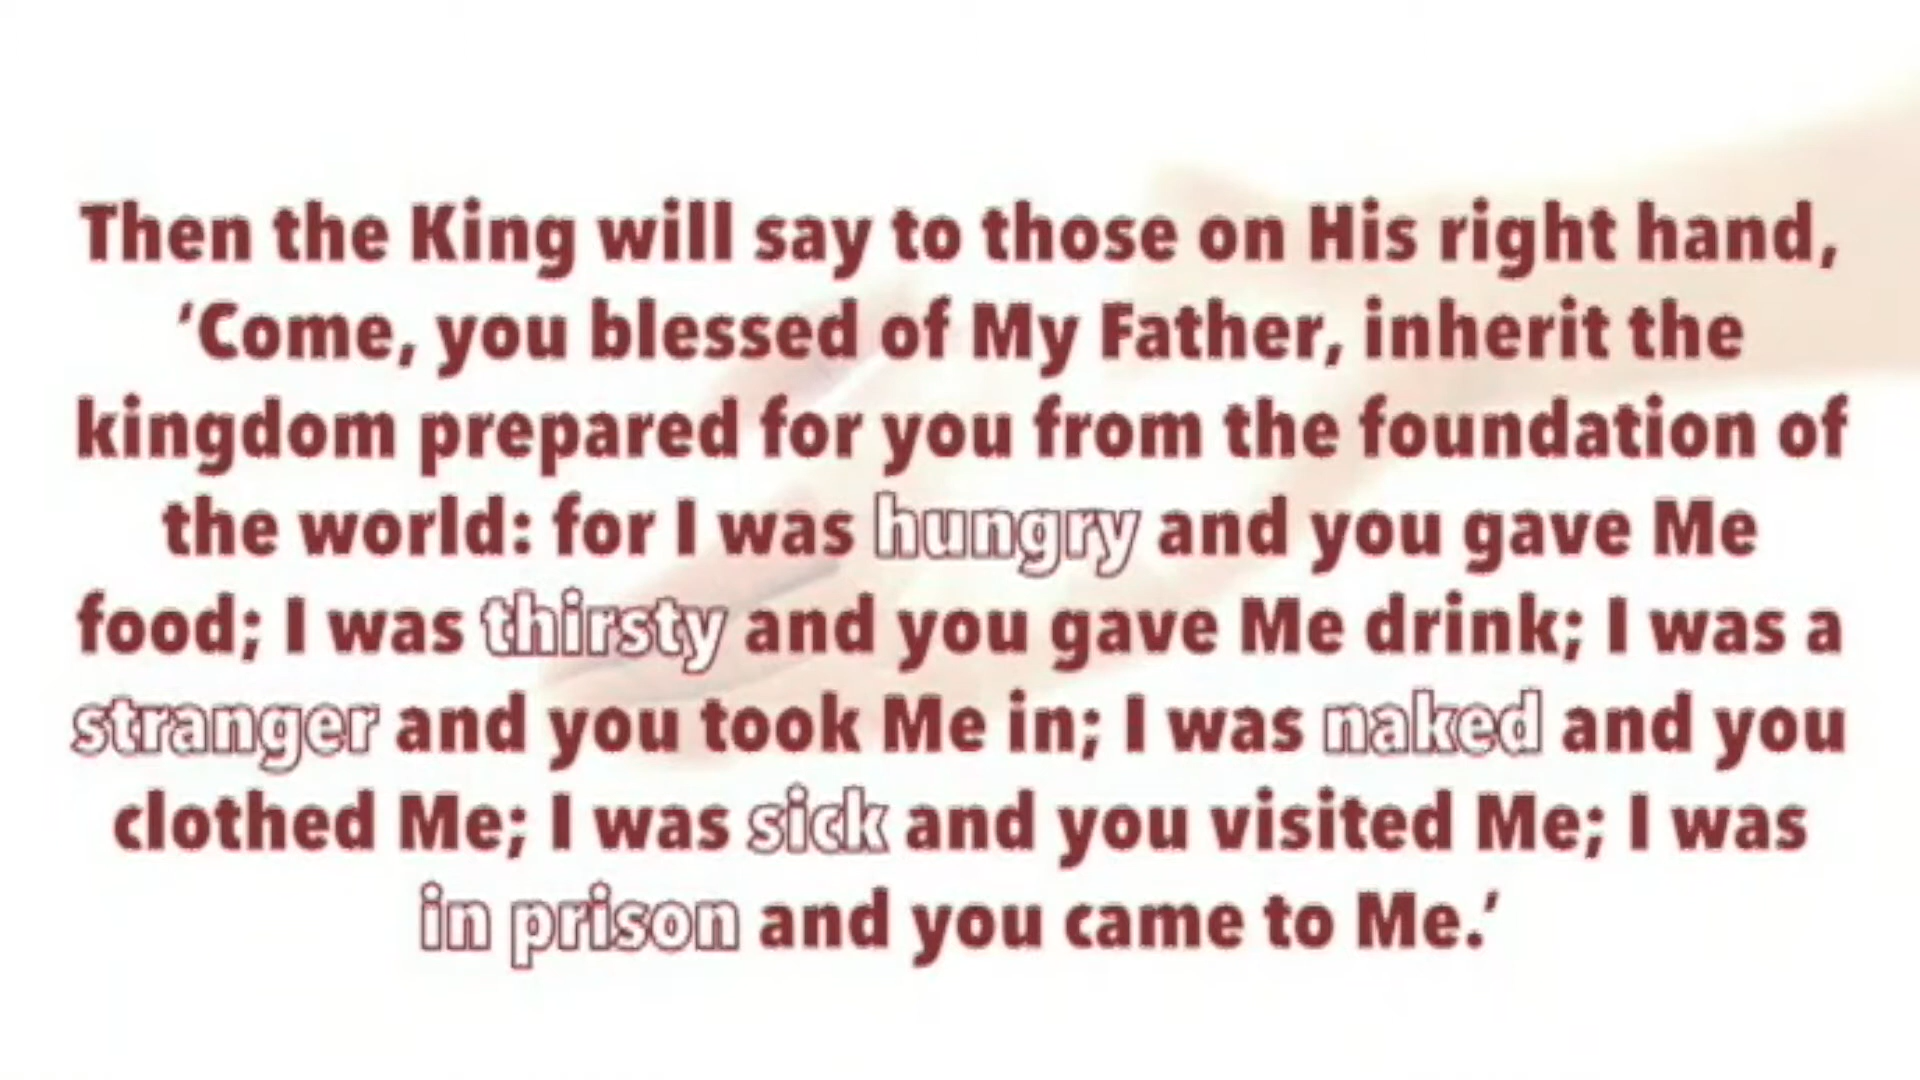 Then the King will say to those on His right hand,
‘Come, you blessed of My Father, inherit the
kingdom prepared for you from the foundation of
the world: for I was hungry and you gave Me
food; I was thirsty and you gave Me drink; I was a
stranger and you took Me in; I was naked and you
clothed Me; I was sick and you visited Me; I was
in prison and you came to Me.’